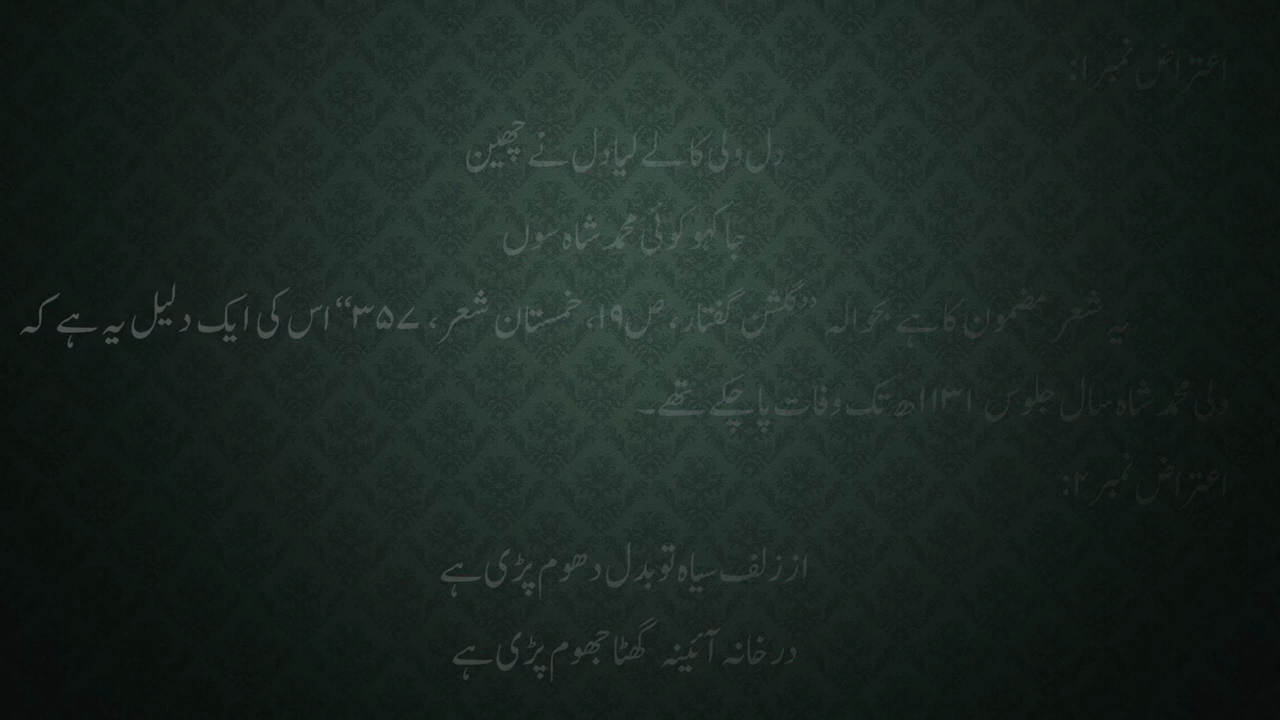 اعتراض نمبر ۱:
دل ولی کا لے لیا دل نے چھین
جا کہو کوئی محمد شاہ سوں
یہ شعر مضمون کا ہے بحوالہ ”گلشن گفتار، ص۱۹، خمستان شعر، ۳۵۷“ اس کی ایک دلیل یہ ہے کہ
ولی محمد شاہ سال جلوس ۱۱۳۱ھ تک وفات پا چکے تھے۔
اعتراض نمبر ۲:
از زلف سیاہ تو بدل دھوم پڑی ہے
در خانہ آئینہ گھٹا جھوم پڑی ہے